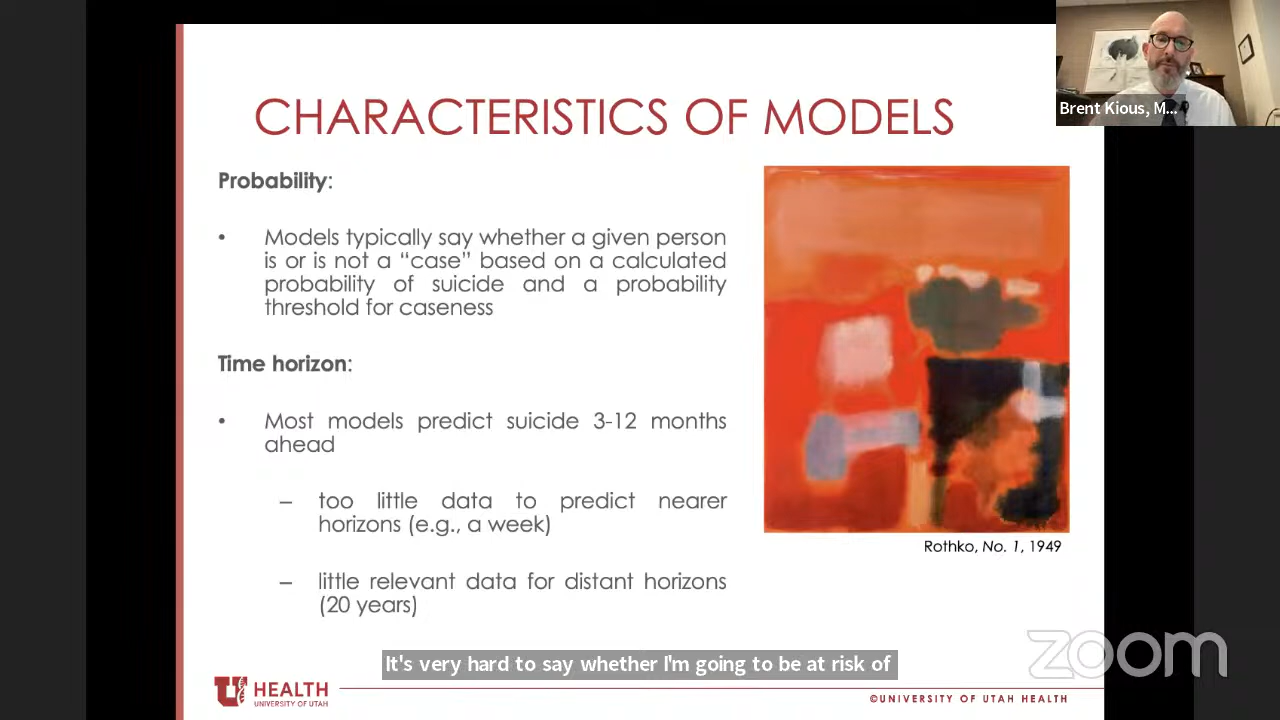 CHARACTERISTICS OF MODELS
Brent Kious, M...
Probability:
• Models typically say whether a given person
is or is not a “case” based on a calculated
probability of suicide and a probability
threshold for caseness
Time horizon:
• Most models predict suicide 3-12 months
ahead
– too little data to predict nearer
horizons (e.g., a week)
– little relevant data for distant horizons
(20 years)
Rothko, No. 1, 1949
It's very hard to say whether I'm going to be at risk of
zoom
U HEALTH
UNIVERSITY OF UTAH
©UNIVERSITY OF UTAH HEALTH